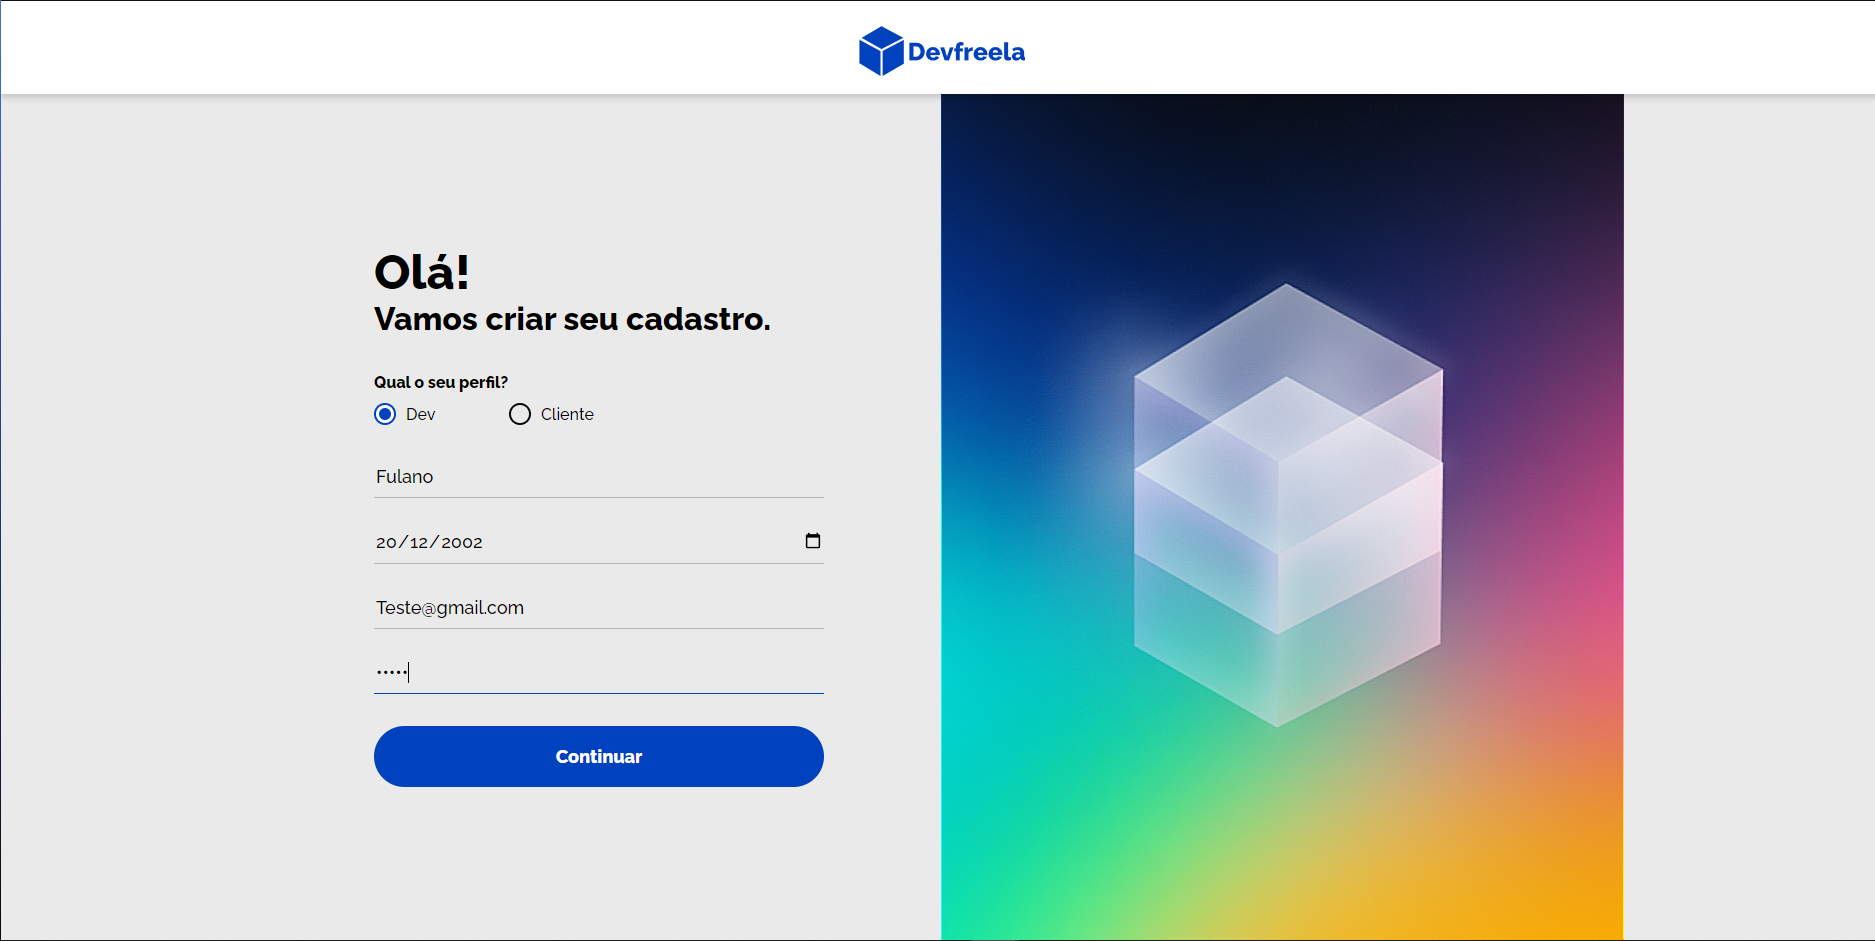 Devfreela
Olá!
Vamos criar seu cadastro.
Qual o seu perfil?
Dev Cliente
Fulano
20/12/2002
Teste@gmail.com
•••••
Continuar